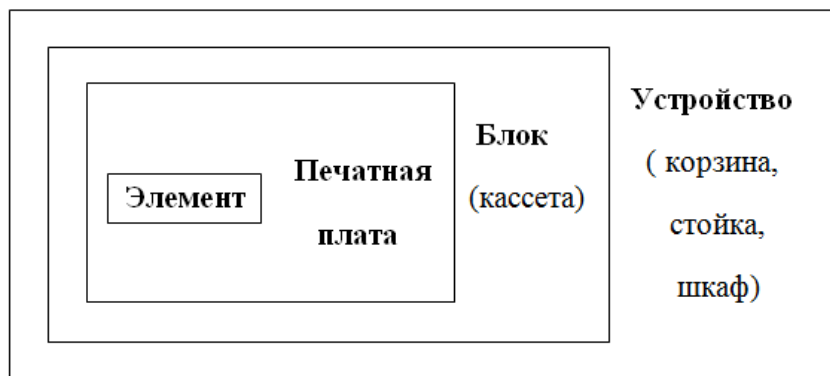 Элемент
Печатная
плата
Блок
(кассета)
Устройство
( корзина,
стойка,
шкаф)